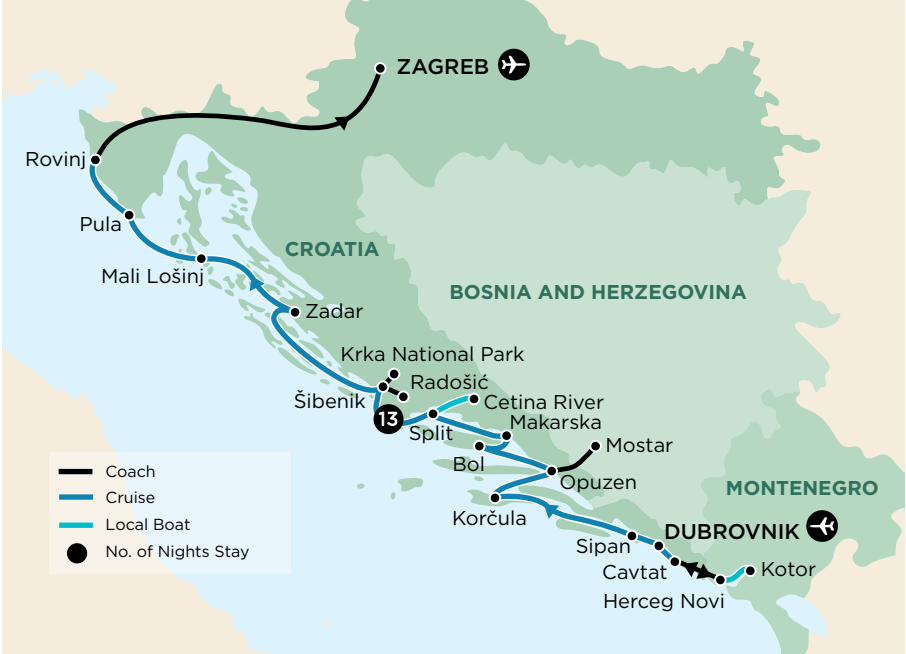 ZAGREB
Rovinj
Pula
CROATIA
Mali Lošinj
BOSNIA AND HERZEGOVINA
Zadar
Krka National Park
Radošić
Šibenik
Cetina River
13
Makarska
Split
Mostar
Bol
Coach
Opuzen
MONTENEGRO
Cruise
Korčula
Local Boat
DUBROVNIK
Sipan
No. of Nights Stay
Cavtat
Kotor
Herceg Novi